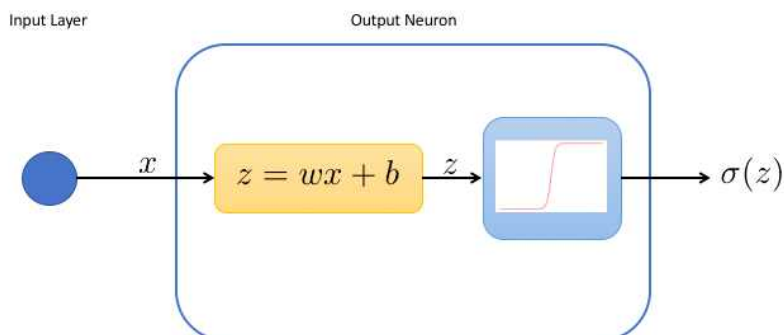 Input Layer
Output Neuron
x
z = wx + b
z
σ(z)